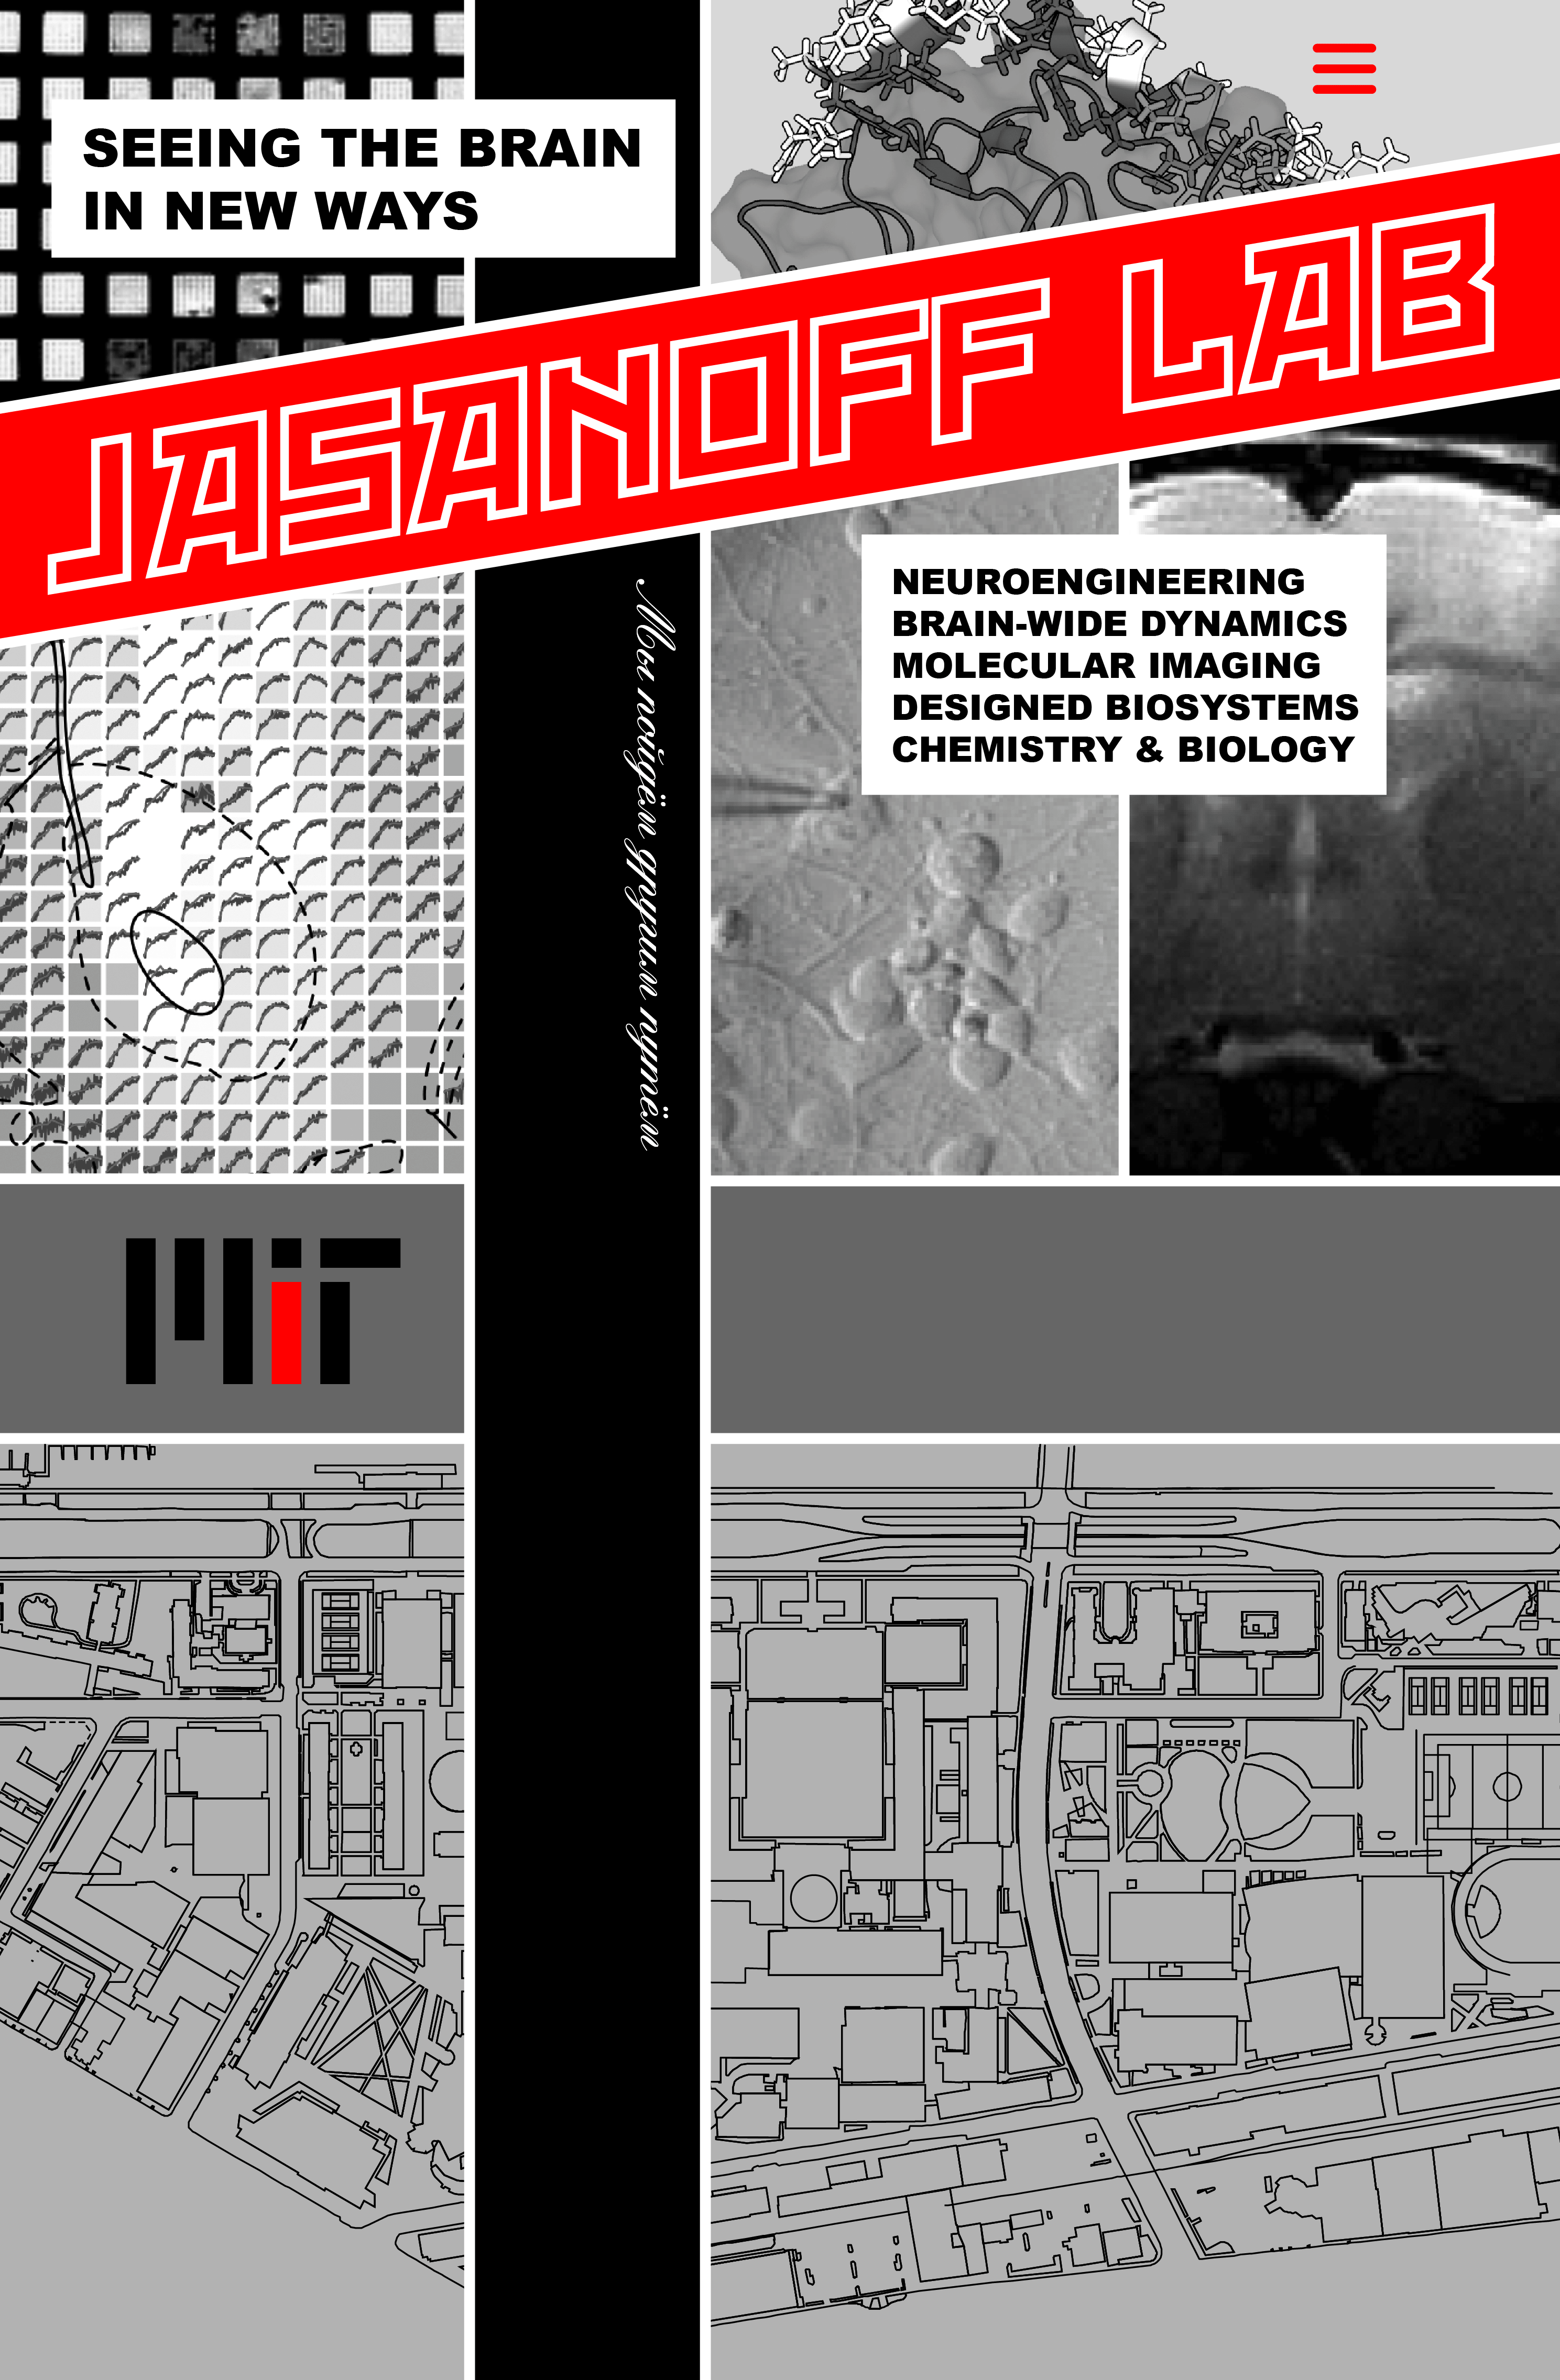 SEEING THE BRAIN
IN NEW WAYS
JASANOFF LAB
NEUROENGINEERING
BRAIN-WIDE DYNAMICS
MOLECULAR IMAGING
DESIGNED BIOSYSTEMS
CHEMISTRY & BIOLOGY
Мы пойдём другим путём
MIT